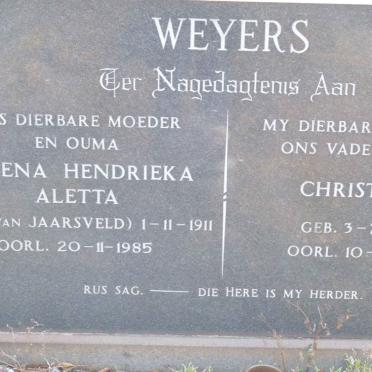 WEYERS
Ter Nagedagtenis Aan
S DIERBARE MOEDER
EN OUMA
ENA HENDRIEKA
ALETTA
VAN JAARSVELD) 1-11-1911
OORL. 20-11-1985
MY DIERBAR
ONS VADE
CHRIST
GEB. 3-
OORL. 10-
RUS SAG. —— DIE HERE IS MY HERDER.